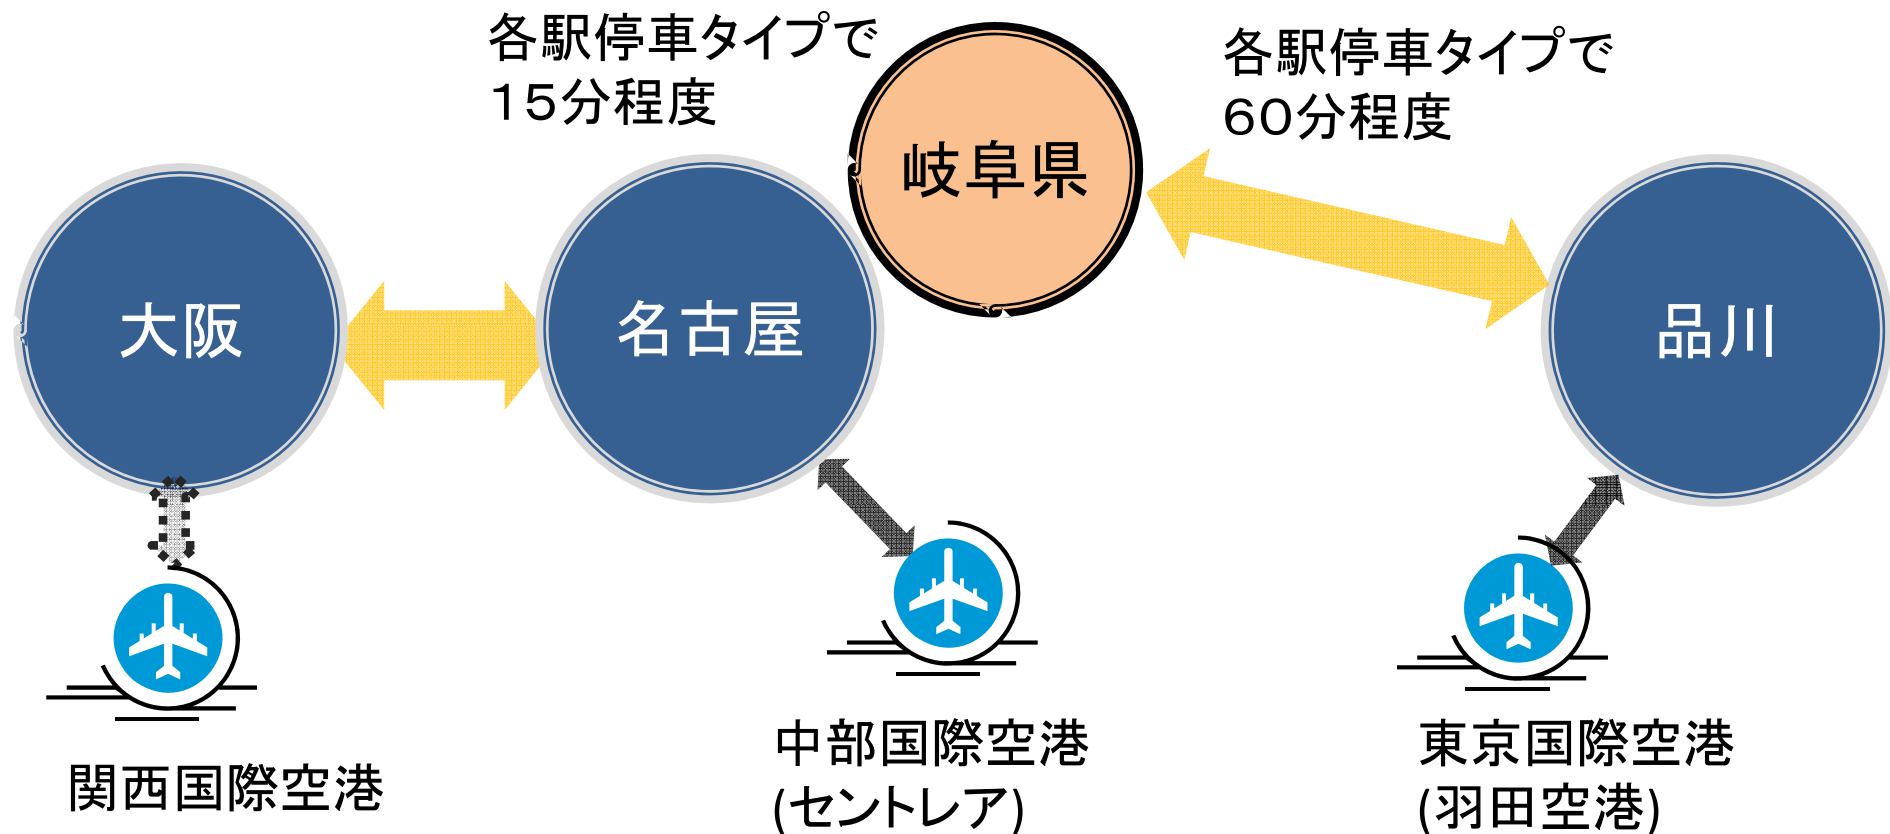 各駅停車タイプで
15分程度
岐阜県
各駅停車タイプで
60分程度
大阪
名古屋
品川
関西国際空港
中部国際空港
(セントレア)
東京国際空港
(羽田空港)